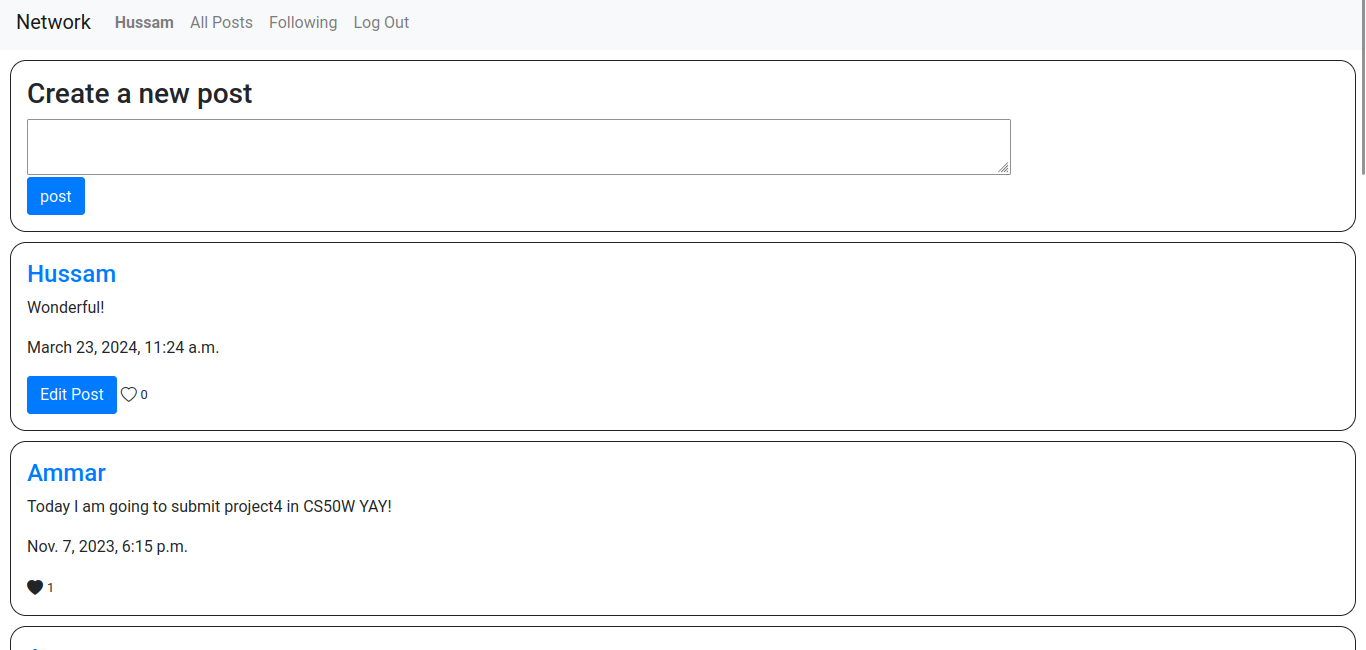 Network Hussam All Posts Following Log Out
Create a new post
post
Hussam
Wonderful!
March 23, 2024, 11:24 a.m.
Edit Post 0
Ammar
Today I am going to submit project4 in CS50W YAY!
Nov. 7, 2023, 6:15 p.m.
1